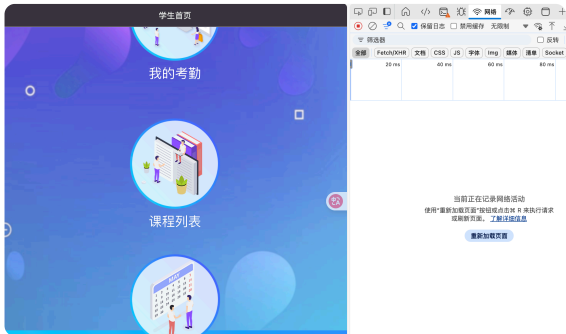 学生首页
我的考勤
课程列表
MAY
网络
保留日志
禁用缓存
无限制
筛选器
反转
全部
Fetch/XHR
文档
CSS
JS
字体
Img
媒体
清单
Socket
20 ms
40 ms
60 ms
80 ms
当前正在记录网络活动
使用"重新加载页面"按钮或点击⌘ R 来执行请求
或刷新页面。 了解详细信息
重新加载页面